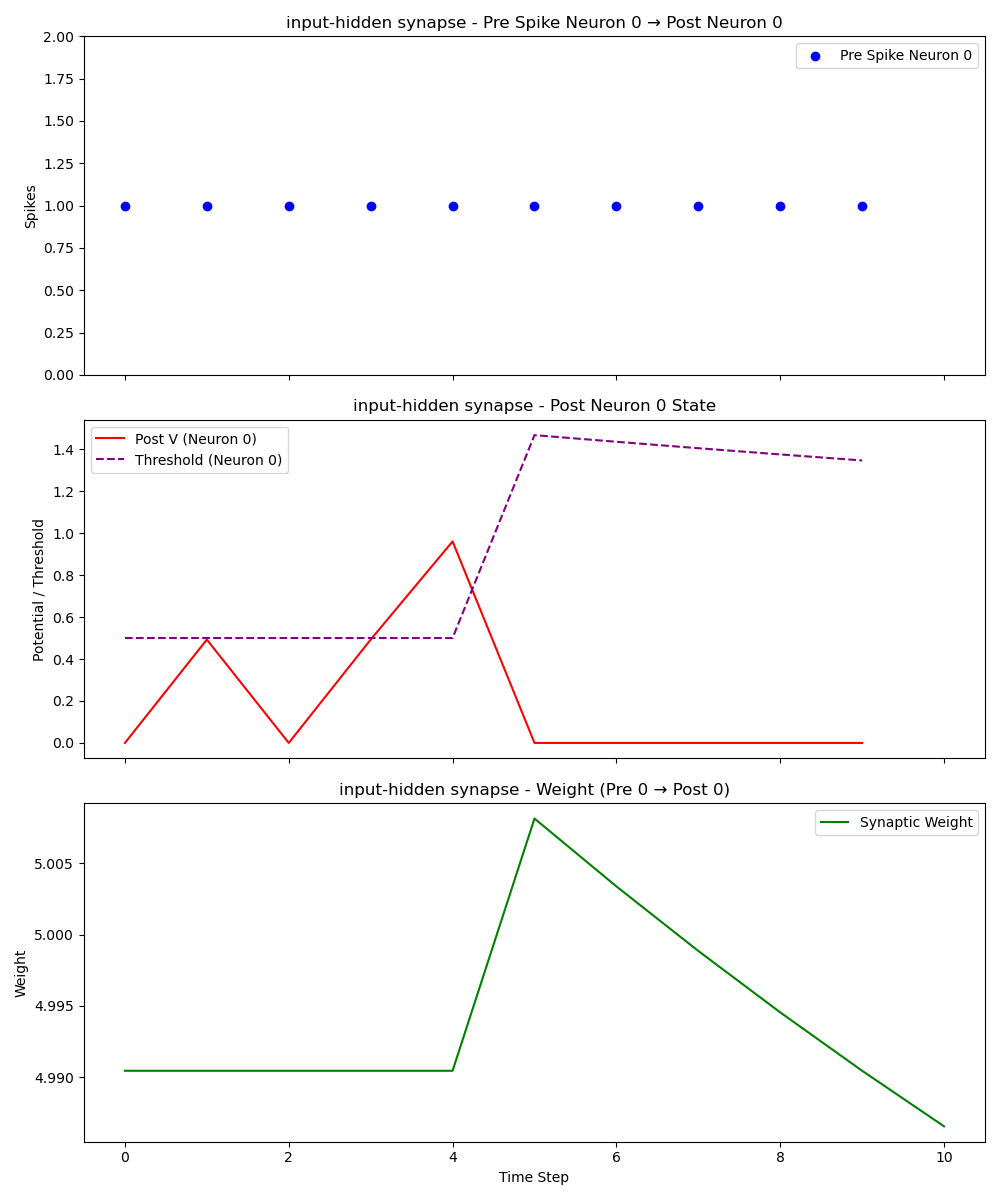 input-hidden synapse - Pre Spike Neuron 0 → Post Neuron 0
Pre Spike Neuron 0
Spikes
2.00
1.75
1.50
1.25
1.00
0.75
0.50
0.25
0.00
input-hidden synapse - Post Neuron 0 State
Post V (Neuron 0)
Threshold (Neuron 0)
Potential / Threshold
1.4
1.2
1.0
0.8
0.6
0.4
0.2
0.0
input-hidden synapse - Weight (Pre 0 → Post 0)
Synaptic Weight
Weight
5.005
5.000
4.995
4.990
0 2 4 6 8 10
Time Step